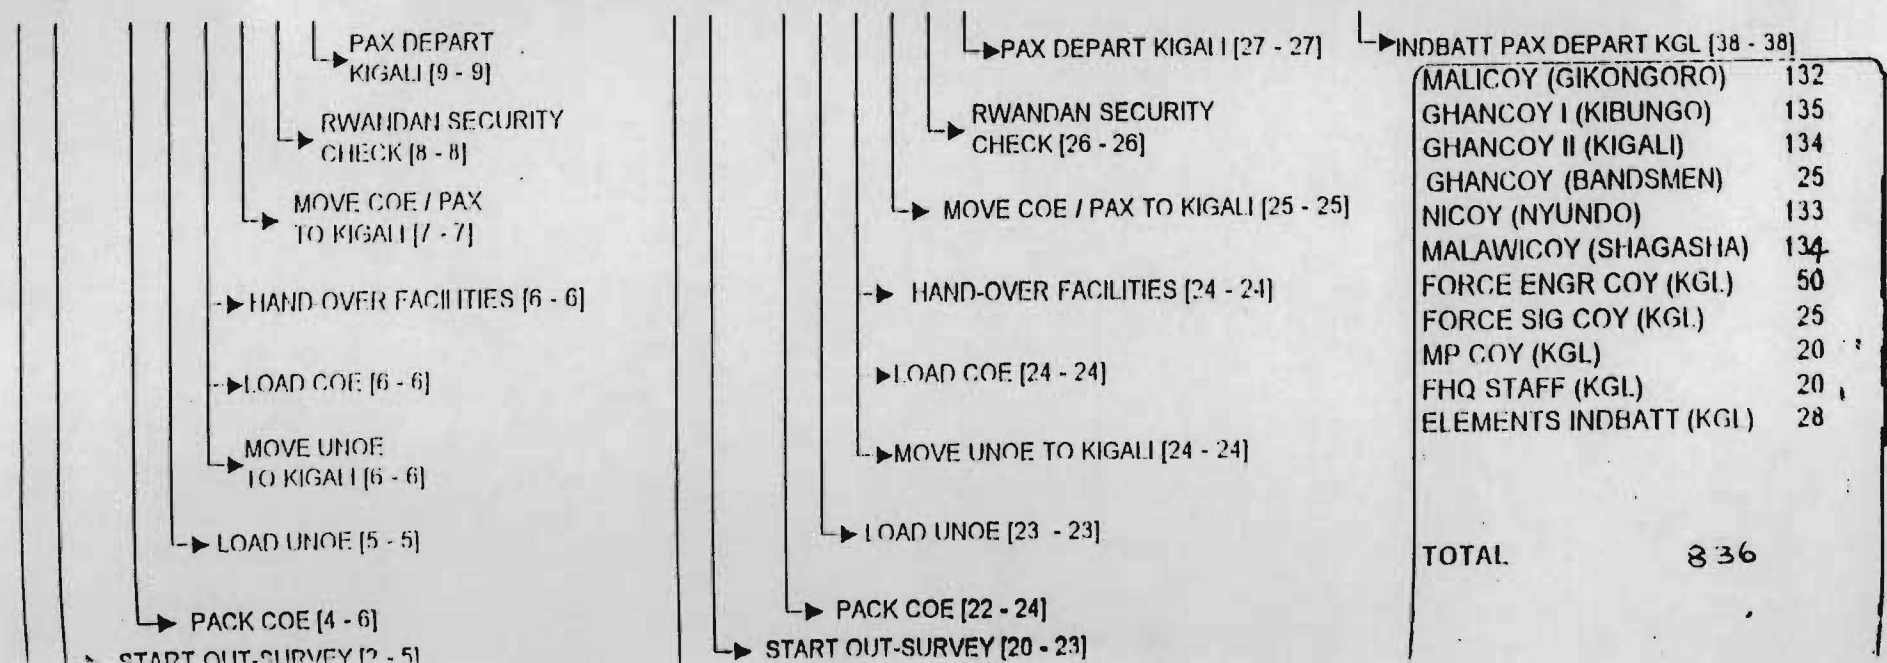 PAX DEPART
KIGALI [9 - 9]
RWANDAN SECURITY
CHECK [8 - 8]
MOVE COE / PAX
TO KIGALI [7 - 7]
HAND OVER FACILITIES [6 - 6]
LOAD COE [6 - 6]
MOVE UNOE
TO KIGALI [6 - 6]
LOAD UNOE [5 - 5]
PACK COE [4 - 6]
START OUT-SURVEY [2 - 5]
PAX DEPART KIGALI [27 - 27]
RWANDAN SECURITY
CHECK [26 - 26]
MOVE COE / PAX TO KIGALI [25 - 25]
HAND-OVER FACILITIES [24 - 24]
LOAD COE [24 - 24]
MOVE UNOE TO KIGALI [24 - 24]
LOAD UNOE [23 - 23]
PACK COE [22 - 24]
START OUT-SURVEY [20 - 23]
INDBATT PAX DEPART KGL [38 - 38]
MALICOY (GIKONGORO) 132
GHANCOY I (KIBUNGO) 135
GHANCOY II (KIGALI) 134
GHANCOY (BANDSMEN) 25
NICOY (NYUNDO) 133
MALAWICOY (SHAGASHA) 134
FORCE ENGR COY (KGL) 50
FORCE SIG COY (KGL) 25
MP COY (KGL) 20
FHQ STAFF (KGL) 20
ELEMENTS INDBATT (KGL) 28
TOTAL 836